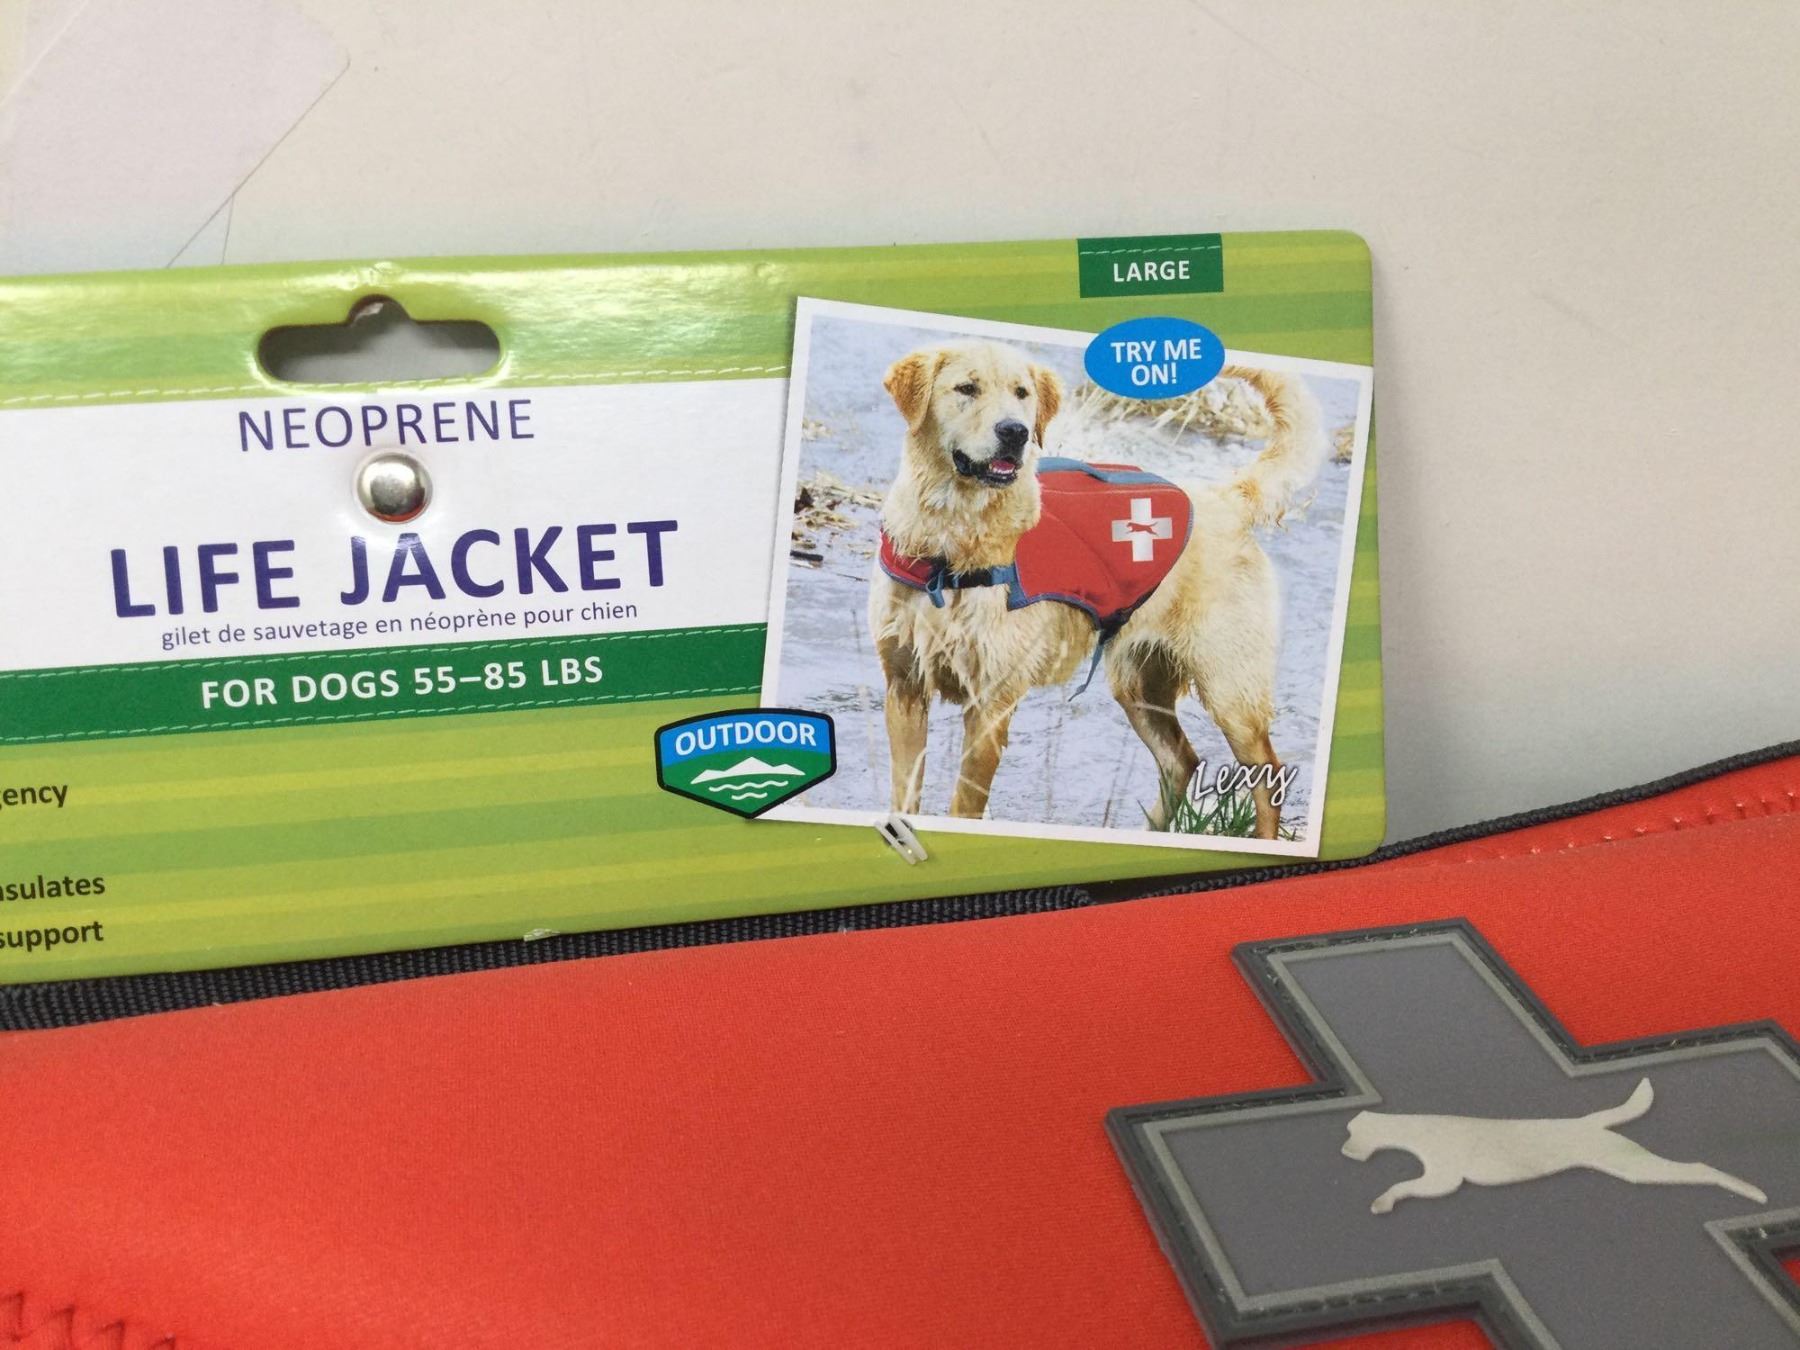 LARGE
TRY ME
ON!
NEOPRENE
LIFE JACKET
gilet de sauvetage en néoprène pour chien
FOR DOGS 55–85 LBS
OUTDOOR
Lexy
ency
sulates
support